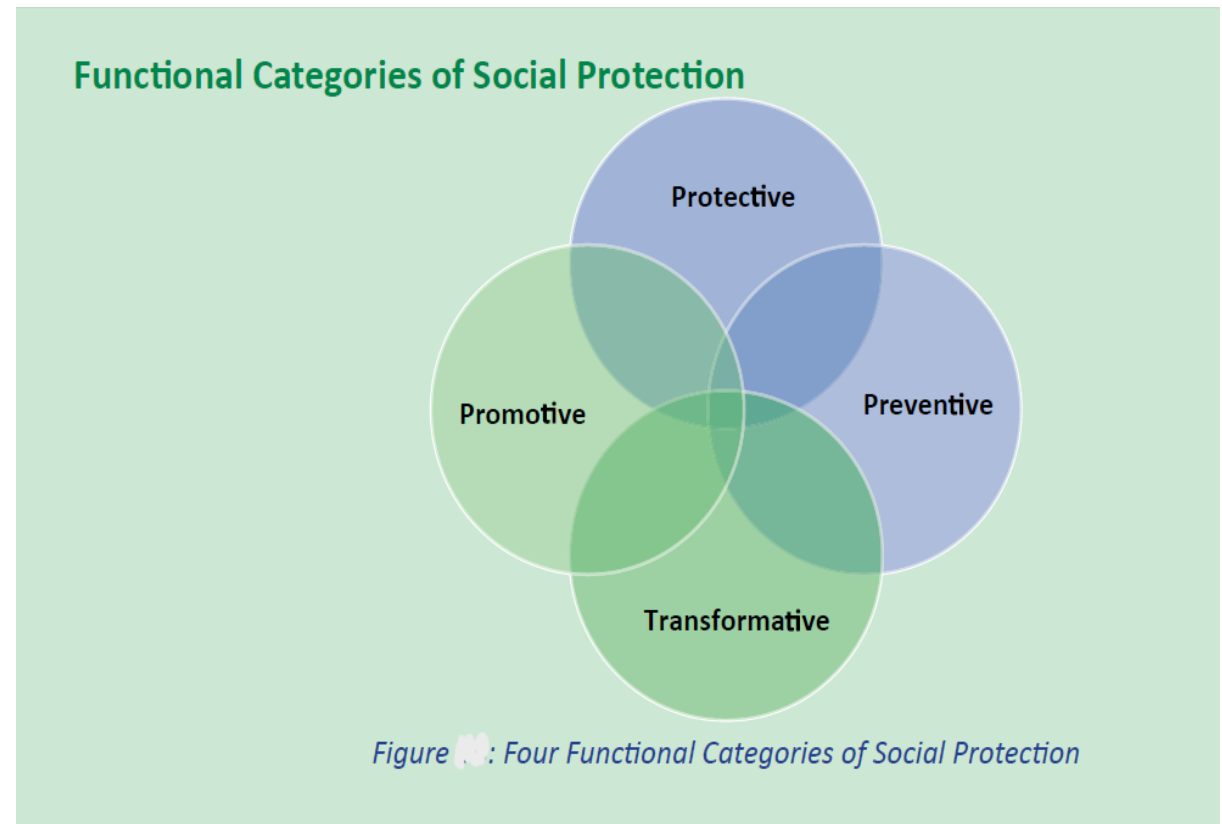 Functional Categories of Social Protection
Protective
Promotive
Preventive
Transformative
Figure : Four Functional Categories of Social Protection